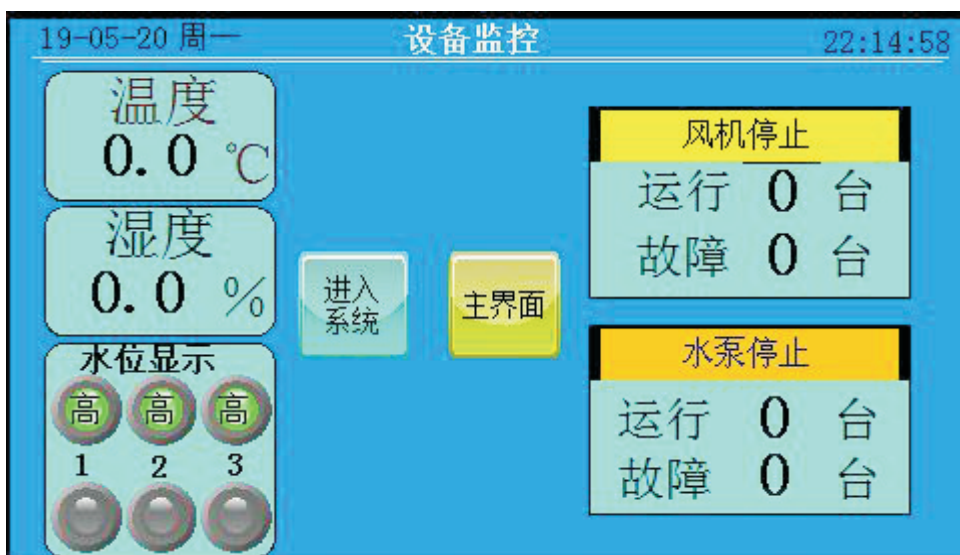 19-05-20 周一
设备监控
22:14:58
温度
0.0 ℃
湿度
0.0 %
水位显示
高 高 高
1 2 3
进入
系统
主界面
风机停止
运行 0 台
故障 0 台
水泵停止
运行 0 台
故障 0 台